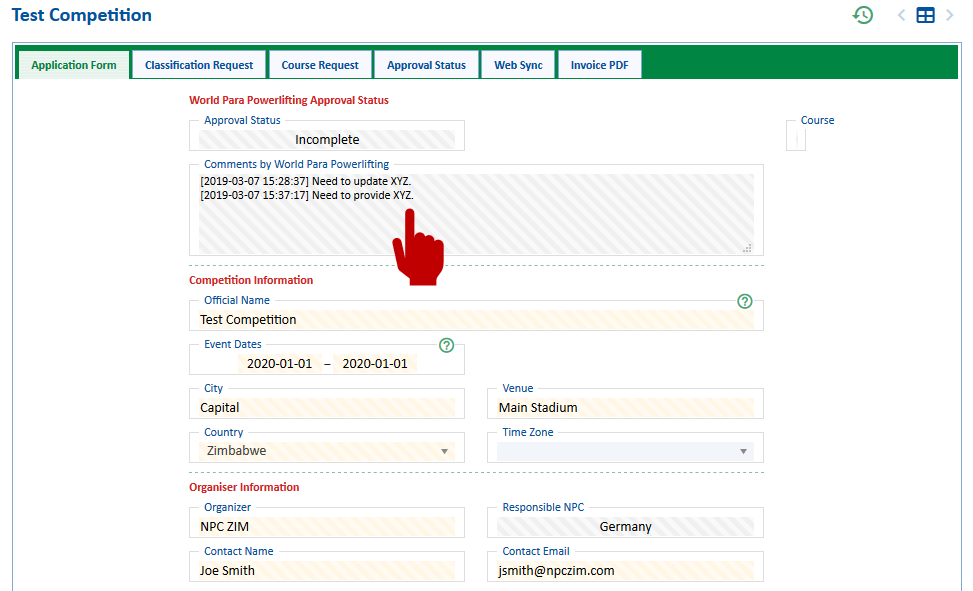 Test Competition
Application Form Classification Request Course Request Approval Status Web Sync Invoice PDF
World Para Powerlifting Approval Status
Approval Status Course
Incomplete
Comments by World Para Powerlifting
[2019-03-07 15:28:37] Need to update XYZ.
[2019-03-07 15:37:17] Need to provide XYZ.
Competition Information
Official Name ?
Test Competition
Event Dates ?
2020-01-01 – 2020-01-01
City Venue
Capital Main Stadium
Country Time Zone
Zimbabwe
Organiser Information
Organizer Responsible NPC
NPC ZIM Germany
Contact Name Contact Email
Joe Smith jsmith@npczim.com